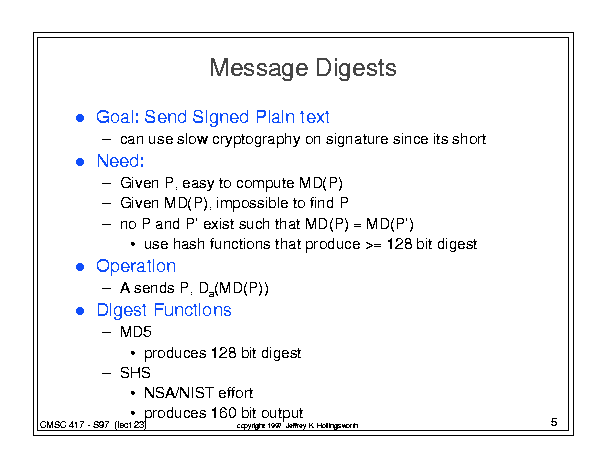 Message Digests
● Goal: Send Signed Plain text
– can use slow cryptography on signature since its short
● Need:
– Given P, easy to compute MD(P)
– Given MD(P), impossible to find P
– no P and P' exist such that MD(P) = MD(P')
• use hash functions that produce >= 128 bit digest
● Operation
– A sends P, Da(MD(P))
● Digest Functions
– MD5
• produces 128 bit digest
– SHS
• NSA/NIST effort
• produces 160 bit output
CMSC 417 - S97 (lect 23)
copyright 1997 Jeffrey K. Hollingsworth
5